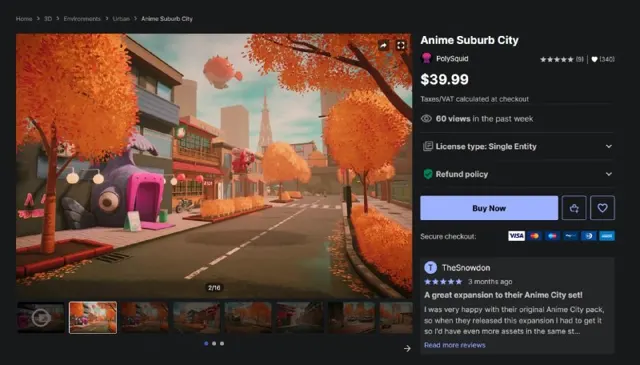 Home > 3D > Environments > Urban > Anime Suburb City
Anime Suburb City
PolySquid
★★★★★ (9) | ♥ (340)
$39.99
Taxes/VAT calculated at checkout
60 views in the past week
License type: Single Entity
Refund policy
Buy Now
Secure checkout:
VISA
2/16
T TheSnowdon
★★★★★ 3 months ago
A great expansion to their Anime City set!
I was very happy with their original Anime City pack,
so when they released this expansion I had to get it
so I'd have even more assets in the same st...
Read more reviews